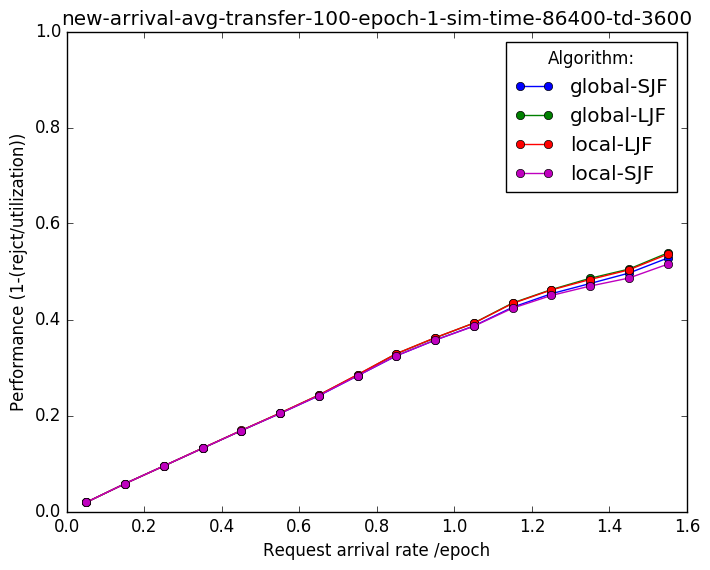 new-arrival-avg-transfer-100-epoch-1-sim-time-86400-td-3600
Algorithm:
global-SJF
global-LJF
local-LJF
local-SJF
Performance (1-(rejct/utilization))
1.0
0.8
0.6
0.4
0.2
0.0
0.0 0.2 0.4 0.6 0.8 1.0 1.2 1.4 1.6
Request arrival rate /epoch